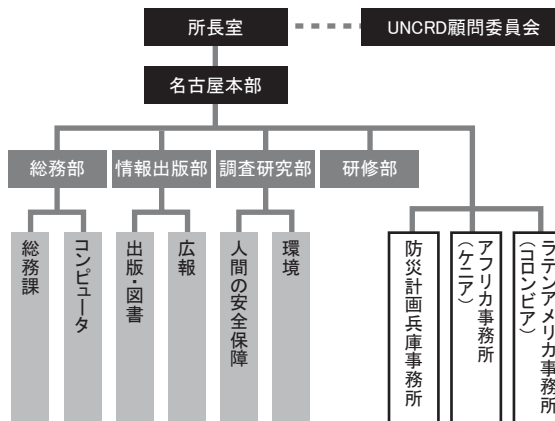 所長室
UNCRD顧問委員会
名古屋本部
総務部
情報出版部
調査研究部
研修部
総務課
コンピュータ
出版・図書
広報
人間の安全保障
環境
防災計画兵庫事務所
アフリカ事務所
（ケニア）
ラテンアメリカ事務所
（コロンビア）